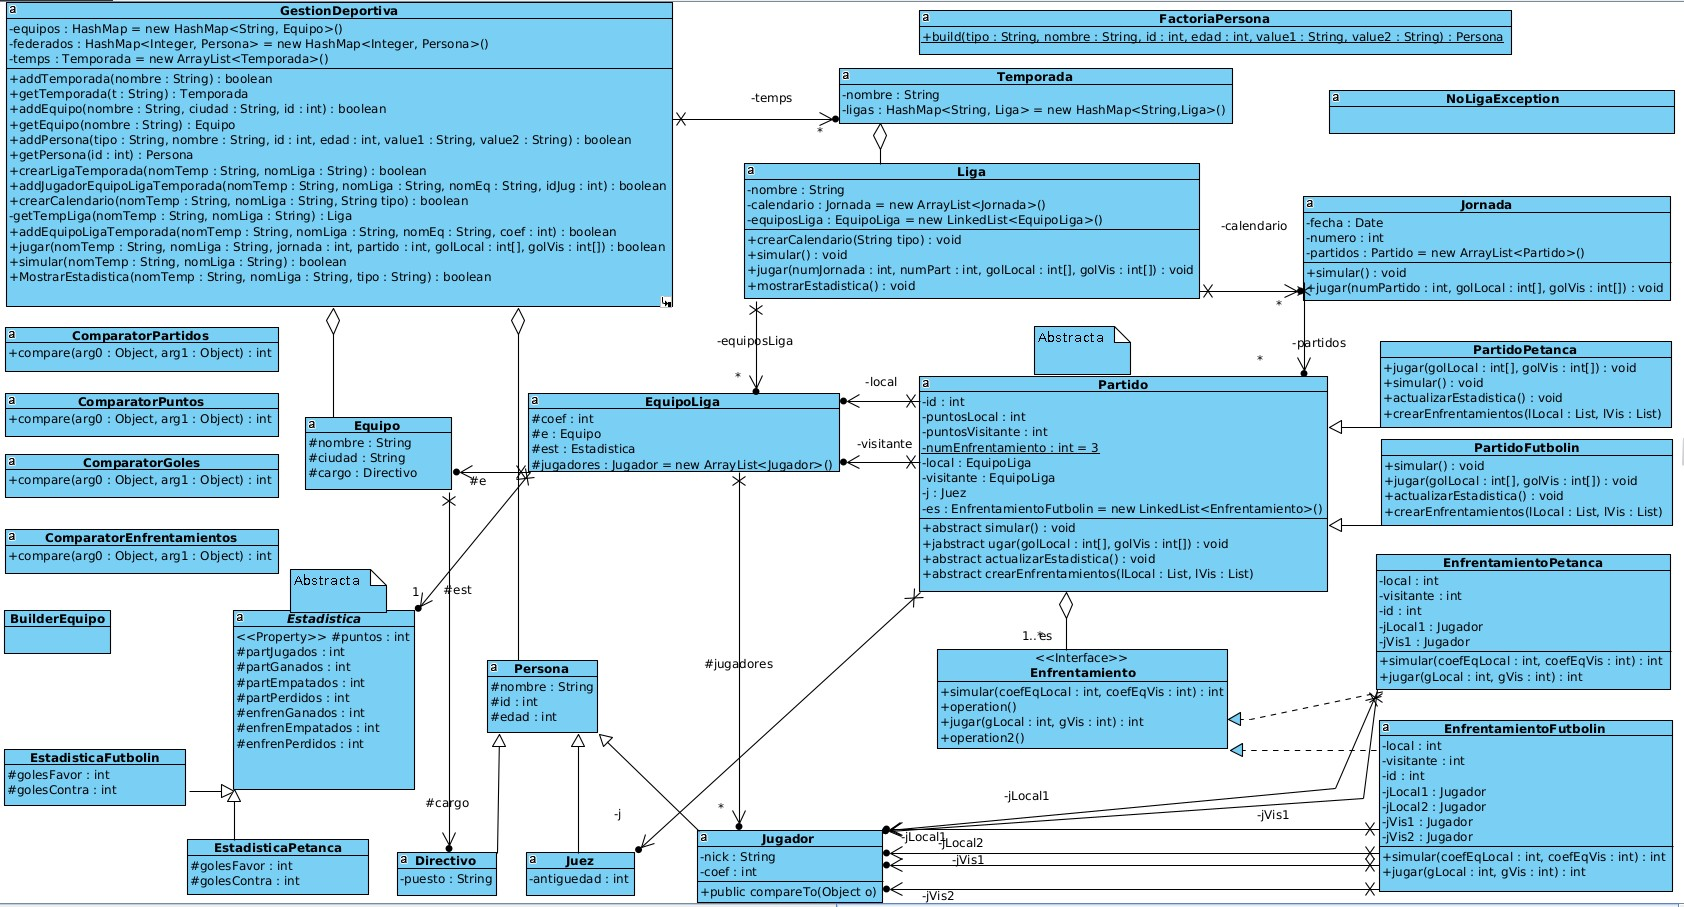 GestionDeportiva
-equipos : HashMap = new HashMap<String, Equipo>()
-federados : HashMap<Integer, Persona> = new HashMap<Integer, Persona>()
-temps : Temporada = new ArrayList<Temporada>()
+addTemporada(nombre : String) : boolean
+getTemporada(t : String) : Temporada
+addEquipo(nombre : String, ciudad : String, id : int) : boolean
+getEquipo(nombre : String) : Equipo
+addPersona(tipo : String, nombre : String, id : int, edad : int, value1 : String, value2 : String) : boolean
+getPersona(id : int) : Persona
+crearLigaTemporada(nomTemp : String, nomLiga : String) : boolean
+addJugadorEquipoLigaTemporada(nomTemp : String, nomLiga : String, nomEq : String, idJug : int) : boolean
+crearCalendario(nomTemp : String, nomLiga : String, String tipo) : boolean
-getTempLiga(nomTemp : String, nomLiga : String) : Liga
+addEquipoLigaTemporada(nomTemp : String, nomLiga : String, nomEq : String, coef : int) : boolean
+jugar(nomTemp : String, nomLiga : String, jornada : int, partido : int, golLocal : int[], golVis : int[]) : boolean
+simular(nomTemp : String, nomLiga : String) : boolean
+MostrarEstadistica(nomTemp : String, nomLiga : String, tipo : String) : boolean
a
FactoriaPersona
a
+build(tipo : String, nombre : String, id : int, edad : int, value1 : String, value2 : String) : Persona
-temps
*
Temporada
a
-nombre : String
-ligas : HashMap<String, Liga> = new HashMap<String,Liga>()
NoLigaException
a
Liga
a
-nombre : String
-calendario : Jornada = new ArrayList<Jornada>()
-equiposLiga : EquipoLiga = new LinkedList<EquipoLiga>()
+crearCalendario(String tipo) : void
+simular() : void
+jugar(numJornada : int, numPart : int, golLocal : int[], golVis : int[]) : void
+mostrarEstadistica() : void
-calendario
*
Jornada
a
-fecha : Date
-numero : int
-partidos : Partido = new ArrayList<Partido>()
+simular() : void
+jugar(numPartido : int, golLocal : int[], golVis : int[]) : void
ComparatorPartidos
a
+compare(arg0 : Object, arg1 : Object) : int
ComparatorPuntos
a
+compare(arg0 : Object, arg1 : Object) : int
ComparatorGoles
a
+compare(arg0 : Object, arg1 : Object) : int
ComparatorEnfrentamientos
a
+compare(arg0 : Object, arg1 : Object) : int
BuilderEquipo
a
Equipo
a
#nombre : String
#ciudad : String
#cargo : Directivo
#e
-equiposLiga
*
EquipoLiga
a
#coef : int
#e : Equipo
#est : Estadistica
#jugadores : Jugador = new ArrayList<Jugador>()
-local
-visitante
Abstracta
Partido
a
-id : int
-puntosLocal : int
-puntosVisitante : int
-numEnfrentamiento : int = 3
-local : EquipoLiga
-visitante : EquipoLiga
-j : Juez
-es : EnfrentamientoFutbolin = new LinkedList<Enfrentamiento>()
+abstract simular() : void
+jabstract ugar(golLocal : int[], golVis : int[]) : void
+abstract actualizarEstadistica() : void
+abstract crearEnfrentamientos(lLocal : List, lVis : List)
-partidos
*
PartidoPetanca
a
+jugar(golLocal : int[], golVis : int[]) : void
+simular() : void
+actualizarEstadistica() : void
+crearEnfrentamientos(lLocal : List, lVis : List)
PartidoFutbolin
a
+simular() : void
+jugar(golLocal : int[], golVis : int[]) : void
+actualizarEstadistica() : void
+crearEnfrentamientos(lLocal : List, lVis : List)
Abstracta
1
#est
Estadistica
a
<<Property>> #puntos : int
#partJugados : int
#partGanados : int
#partEmpatados : int
#partPerdidos : int
#enfrenGanados : int
#enfrenEmpatados : int
#enfrenPerdidos : int
EstadisticaFutbolin
a
#golesFavor : int
#golesContra : int
EstadisticaPetanca
a
#golesFavor : int
#golesContra : int
Persona
a
#nombre : String
#id : int
#edad : int
#jugadores
*
#cargo
-j
Directivo
a
-puesto : String
Juez
a
-antiguedad : int
Jugador
a
-nick : String
-coef : int
+public compareTo(Object o)
1..*
es
<<Interface>>
Enfrentamiento
+simular(coefEqLocal : int, coefEqVis : int) : int
+operation()
+jugar(gLocal : int, gVis : int) : int
+operation2()
EnfrentamientoPetanca
a
-local : int
-visitante : int
-id : int
-jLocal1 : Jugador
-jVis1 : Jugador
+simular(coefEqLocal : int, coefEqVis : int) : int
+jugar(gLocal : int, gVis : int) : int
EnfrentamientoFutbolin
a
-local : int
-visitante : int
-id : int
-jLocal1 : Jugador
-jLocal2 : Jugador
-jVis1 : Jugador
-jVis2 : Jugador
+simular(coefEqLocal : int, coefEqVis : int) : int
+jugar(gLocal : int, gVis : int) : int
-jLocal1
-jVis1
-jLocal1
-jLocal2
-jVis1
-jVis2